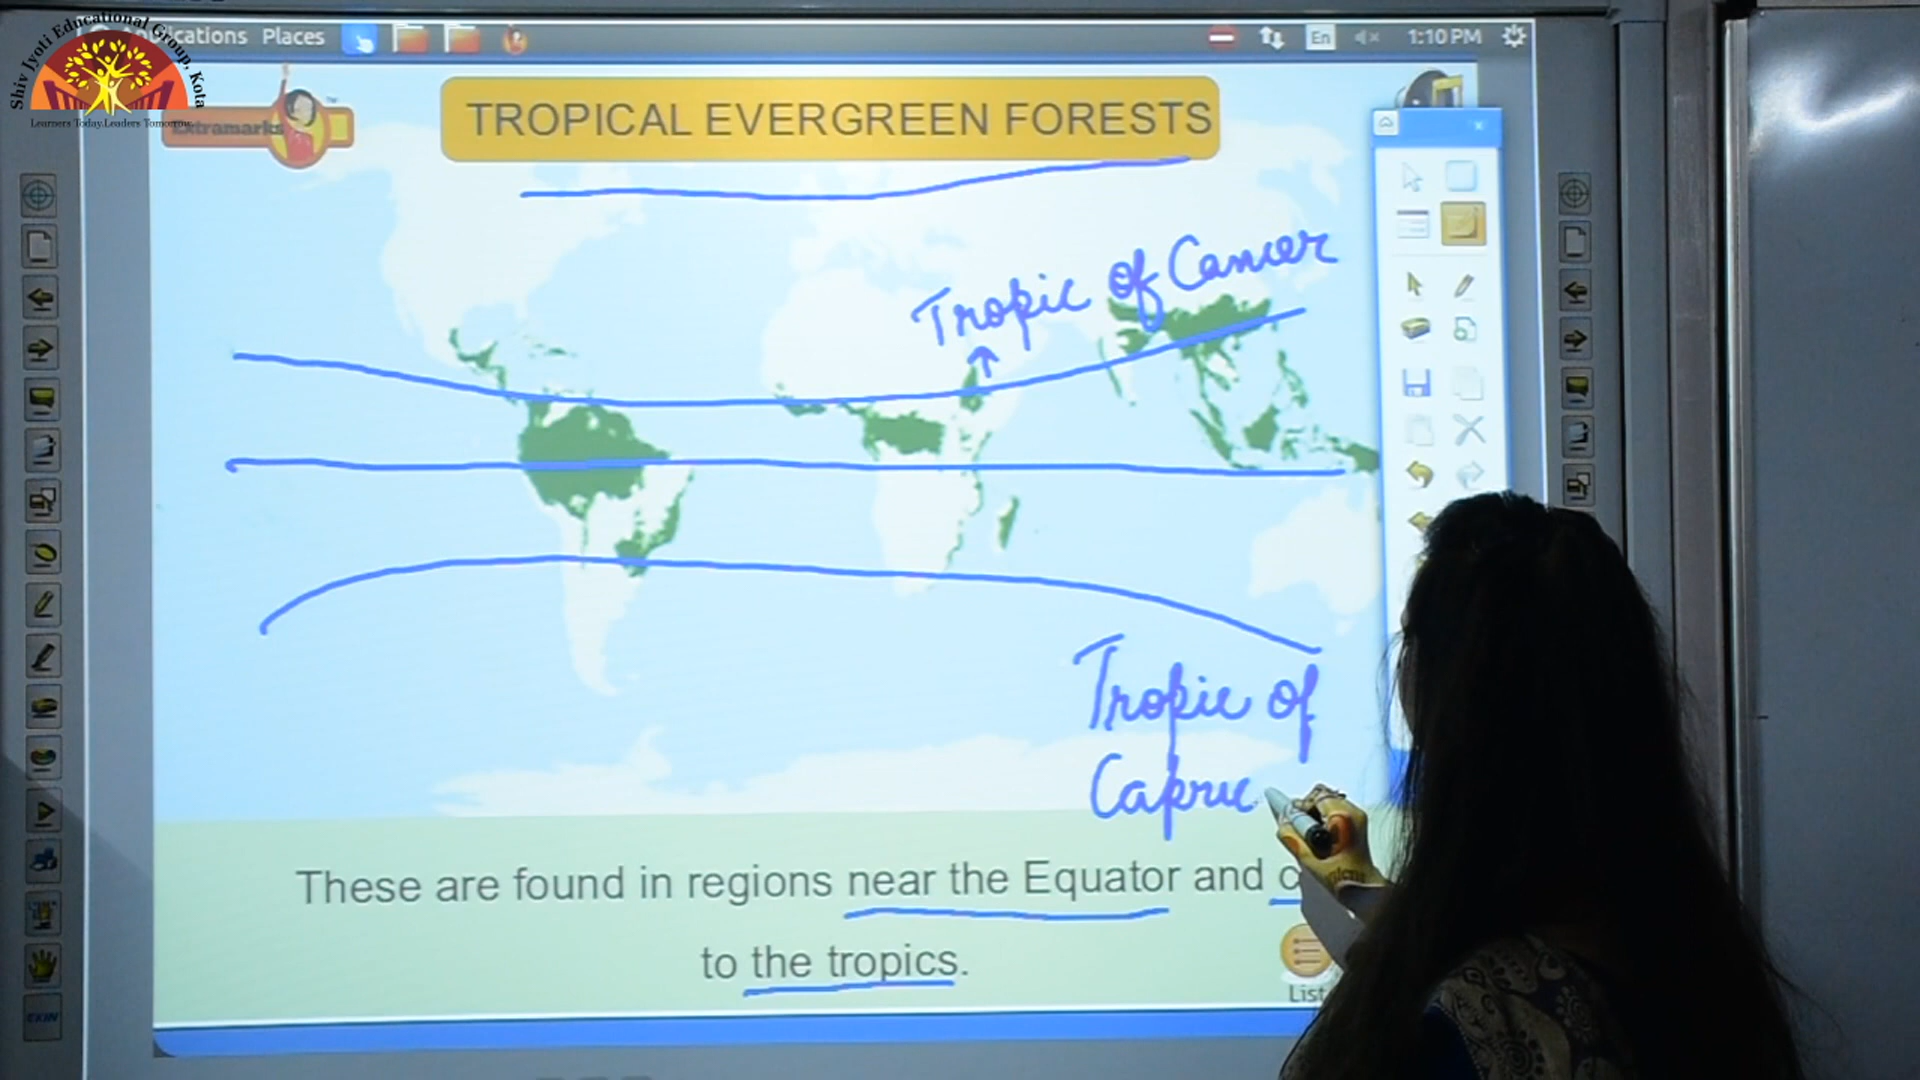 Shiv Jyoti Educational Group, Kota
Learners Today.Leaders Tomorrow.
Places
En
1:10 PM
Extramarks
TROPICAL EVERGREEN FORESTS
Tropic of Cancer
Tropic of
Capric
These are found in regions near the Equator and c
to the tropics.
List
SKIN